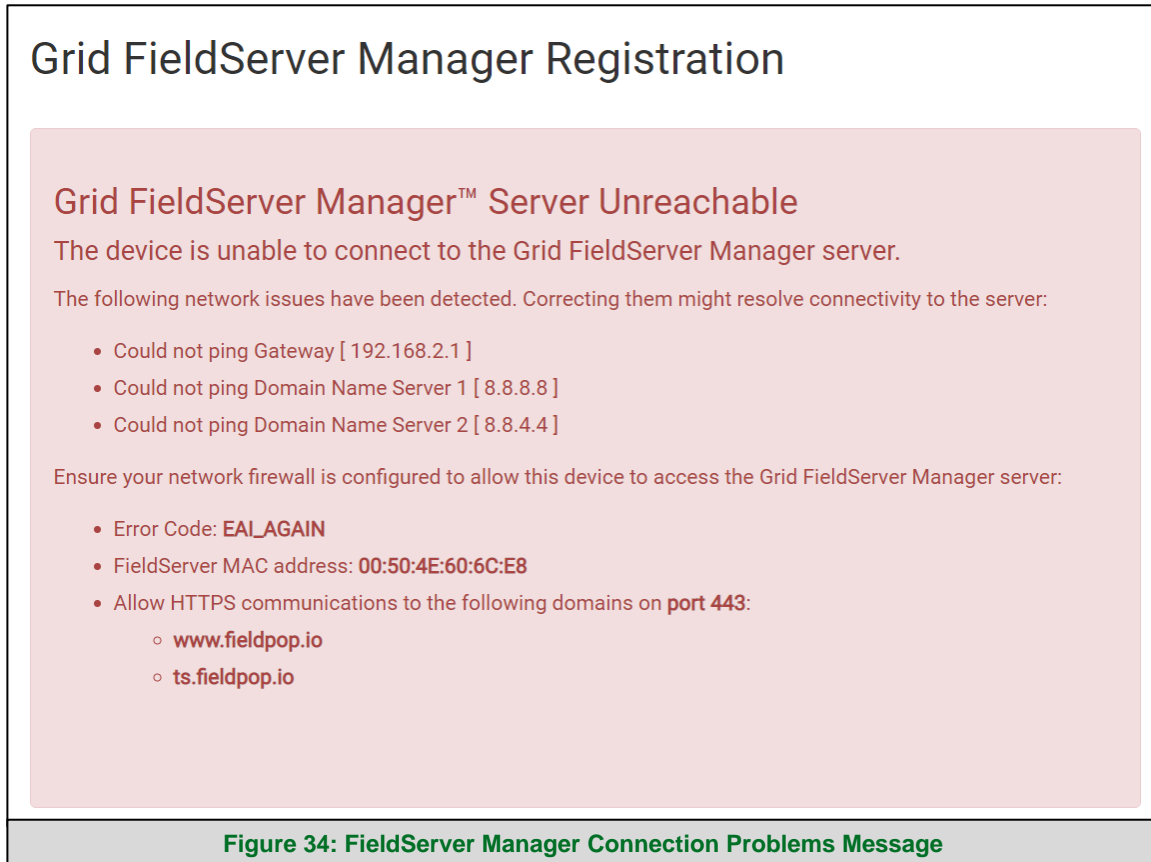 Grid FieldServer Manager Registration
Grid FieldServer Manager™ Server Unreachable
The device is unable to connect to the Grid FieldServer Manager server.
The following network issues have been detected. Correcting them might resolve connectivity to the server:
• Could not ping Gateway [ 192.168.2.1 ]
• Could not ping Domain Name Server 1 [ 8.8.8.8 ]
• Could not ping Domain Name Server 2 [ 8.8.4.4 ]
Ensure your network firewall is configured to allow this device to access the Grid FieldServer Manager server:
• Error Code: EAI_AGAIN
• FieldServer MAC address: 00:50:4E:60:6C:E8
• Allow HTTPS communications to the following domains on port 443:
◦ www.fieldpop.io
◦ ts.fieldpop.io
Figure 34: FieldServer Manager Connection Problems Message